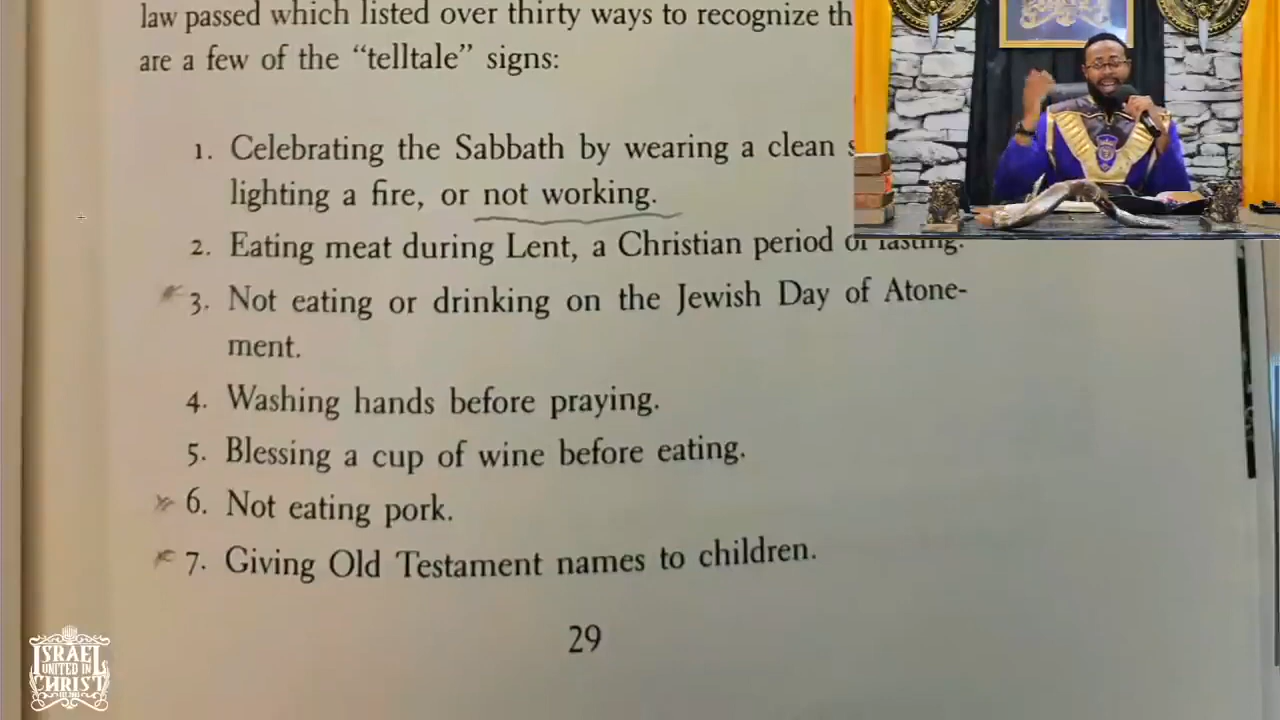 law passed which listed over thirty ways to recognize th
are a few of the "telltale" signs:
1. Celebrating the Sabbath by wearing a clean
lighting a fire, or not working.
2. Eating meat during Lent, a Christian period of fasting.
3. Not eating or drinking on the Jewish Day of Atone-
ment.
4. Washing hands before praying.
5. Blessing a cup of wine before eating.
6. Not eating pork.
7. Giving Old Testament names to children.
29
ISRAEL
UNITED IN
CHRIST